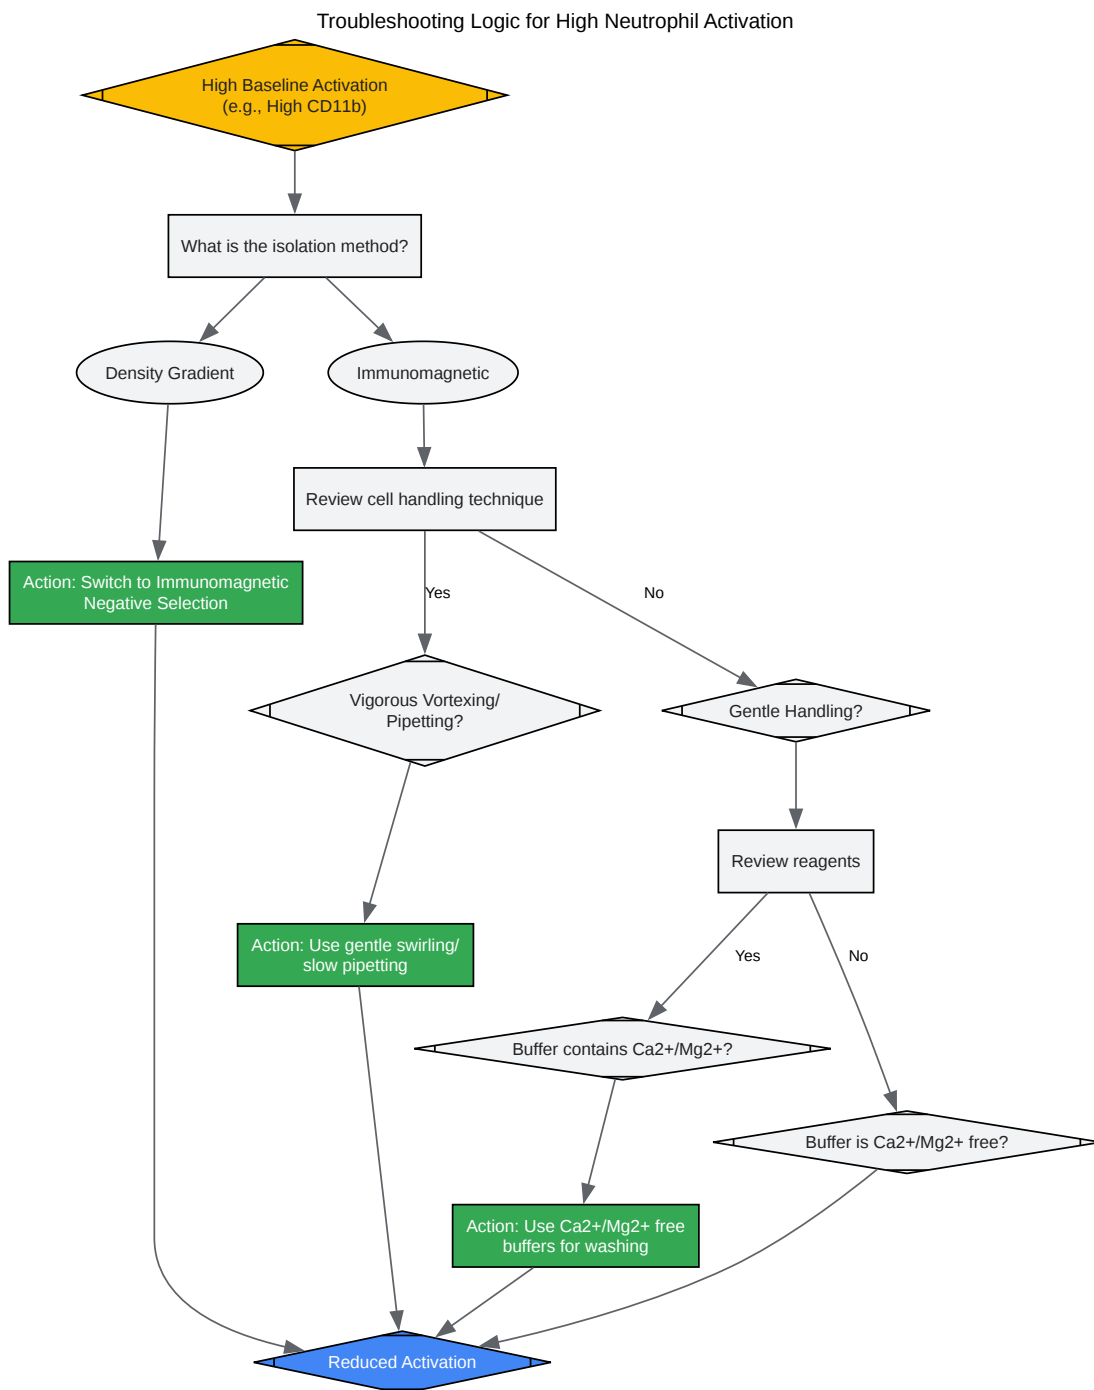 Troubleshooting Logic for High Neutrophil Activation
High Baseline Activation
(e.g., High CD11b)
What is the isolation method?
Density Gradient
Immunomagnetic
Review cell handling technique
Action: Switch to Immunomagnetic
Negative Selection
Yes
No
Vigorous Vortexing/
Pipetting?
Gentle Handling?
Review reagents
Action: Use gentle swirling/
slow pipetting
Yes
No
Buffer contains Ca2+/Mg2+?
Buffer is Ca2+/Mg2+ free?
Action: Use Ca2+/Mg2+ free
buffers for washing
Reduced Activation